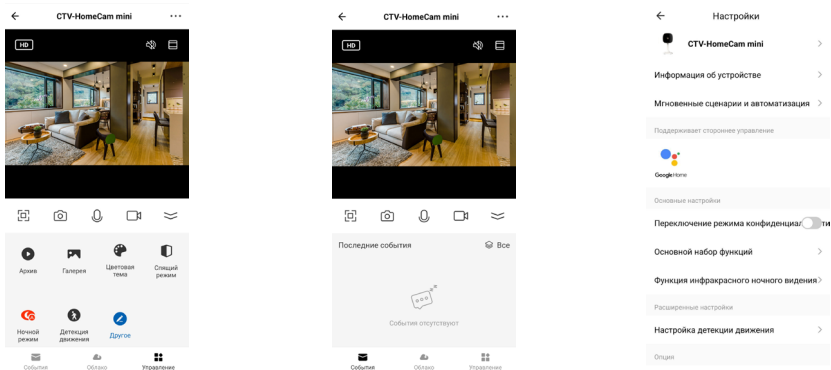 CTV-HomeCam mini
HD
Архив
Галерея
Цветовая тема
Спящий режим
Ночной режим
Детекция движения
Другое
События
Облако
Управление
CTV-HomeCam mini
HD
Последние события
Все
События отсутствуют
События
Облако
Управление
Настройки
CTV-HomeCam mini
Информация об устройстве
Мгновенные сценарии и автоматизация
Поддерживает стороннее управление
Google Home
Основные настройки
Переключение режима конфиденциал ти
Основной набор функций
Функция инфракрасного ночного видения
Расширенные настройки
Настройка детекции движения
Опция